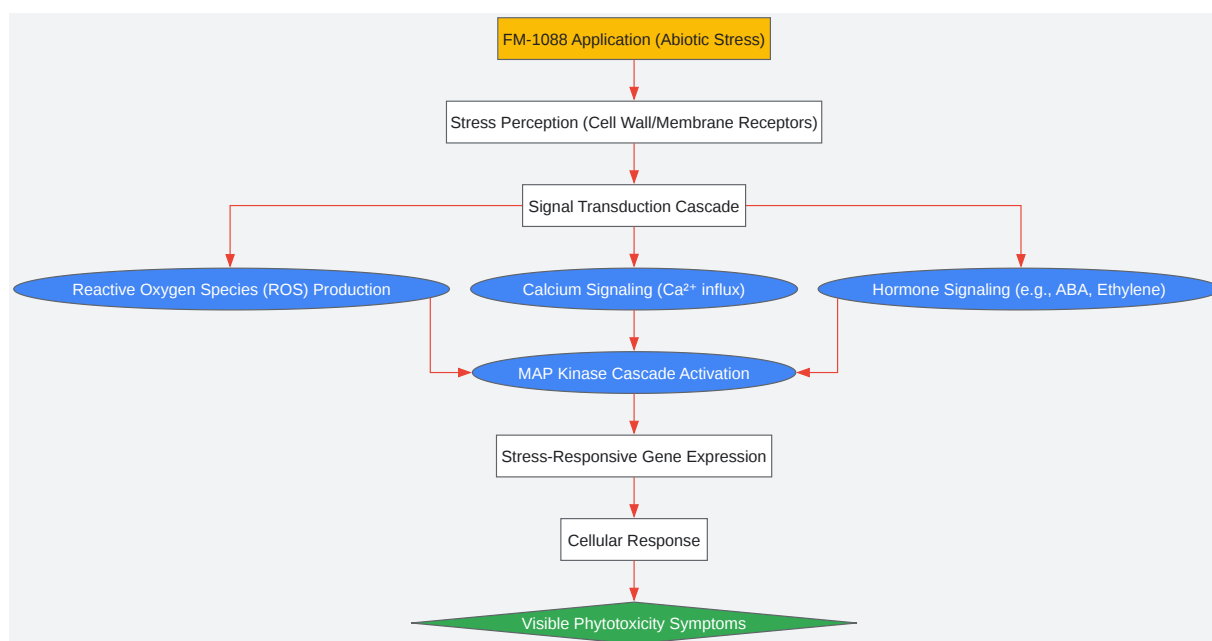 FM-1088 Application (Abiotic Stress)
Stress Perception (Cell Wall/Membrane Receptors)
Signal Transduction Cascade
Reactive Oxygen Species (ROS) Production
Calcium Signaling (Ca²⁺ influx)
Hormone Signaling (e.g., ABA, Ethylene)
MAP Kinase Cascade Activation
Stress-Responsive Gene Expression
Cellular Response
Visible Phytotoxicity Symptoms